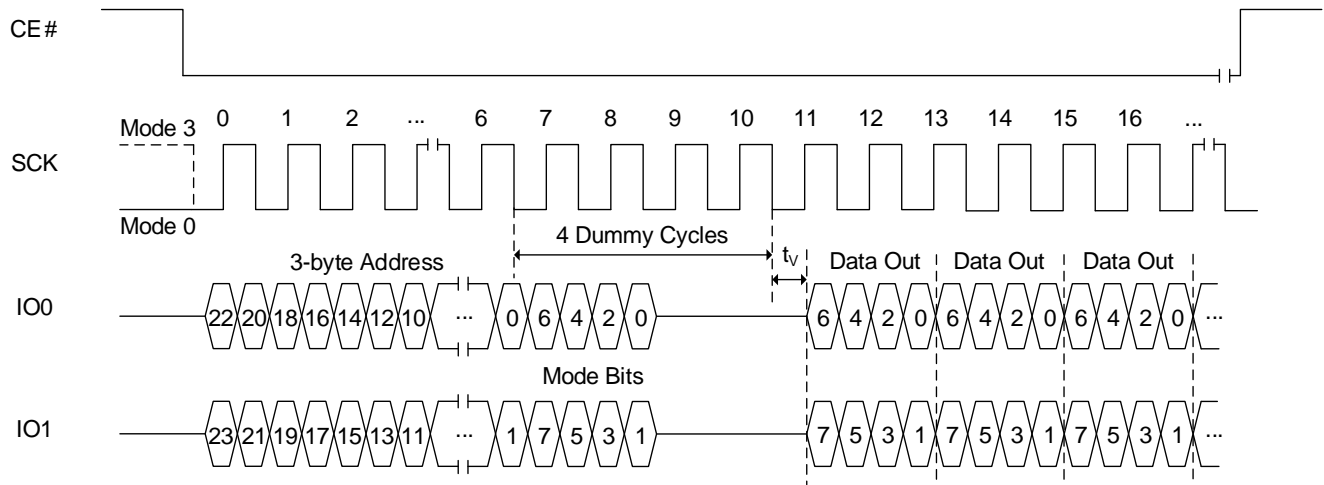 CE#
0 1 2 ... 6 7 8 9 10 11 12 13 14 15 16 ...
Mode 3
SCK
Mode 0
4 Dummy Cycles
tV
3-byte Address
Data Out Data Out Data Out
IO0
22 20 18 16 14 12 10 ... 0 6 4 2 0 6 4 2 0 6 4 2 0 6 4 2 0 ...
Mode Bits
IO1
23 21 19 17 15 13 11 ... 1 7 5 3 1 7 5 3 1 7 5 3 1 7 5 3 1 ...